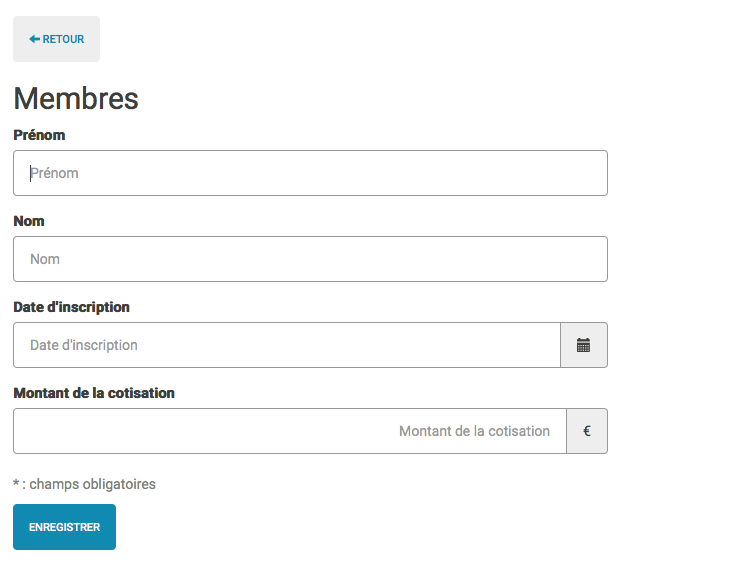 RETOUR
Membres
Prénom
Prénom
Nom
Nom
Date d'inscription
Date d'inscription
Montant de la cotisation
Montant de la cotisation €
* : champs obligatoires
ENREGISTRER